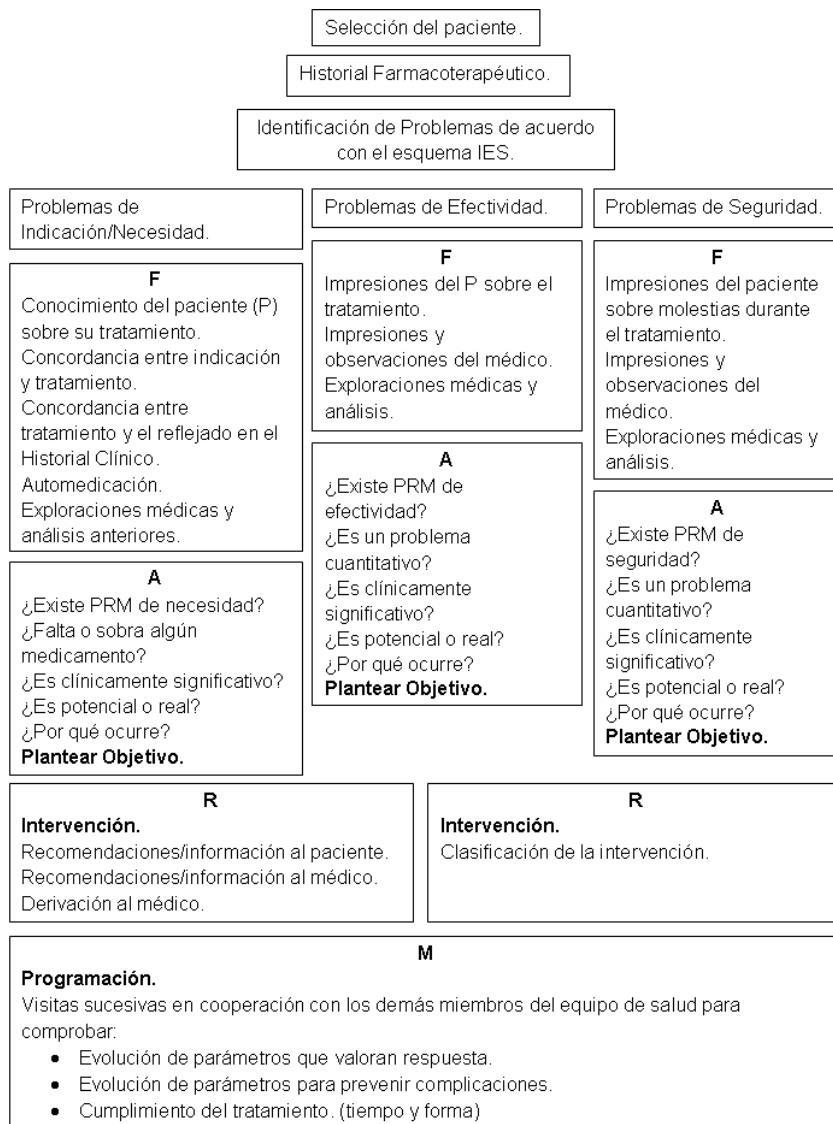 Selección del paciente.
Historial Farmacoterapéutico.
Identificación de Problemas de acuerdo
con el esquema IES.
Problemas de
Indicación/Necesidad.
F
Conocimiento del paciente (P)
sobre su tratamiento.
Concordancia entre indicación
y tratamiento.
Concordancia entre
tratamiento y el reflejado en el
Historial Clínico.
Automedicación.
Exploraciones médicas y
análisis anteriores.
A
¿Existe PRM de necesidad?
¿Falta o sobra algún
medicamento?
¿Es clínicamente significativo?
¿Es potencial o real?
¿Por qué ocurre?
Plantear Objetivo.
Problemas de Efectividad.
F
Impresiones del P sobre el
tratamiento.
Impresiones y
observaciones del médico.
Exploraciones médicas y
análisis.
A
¿Existe PRM de
efectividad?
¿Es un problema
cuantitativo?
¿Es clínicamente
significativo?
¿Es potencial o real?
¿Por qué ocurre?
Plantear Objetivo.
Problemas de Seguridad.
F
Impresiones del paciente
sobre molestias durante
el tratamiento.
Impresiones y
observaciones del
médico.
Exploraciones médicas y
análisis.
A
¿Existe PRM de
seguridad?
¿Es un problema
cuantitativo?
¿Es clínicamente
significativo?
¿Es potencial o real?
¿Por qué ocurre?
Plantear Objetivo.
R
Intervención.
Recomendaciones/información al paciente.
Recomendaciones/información al médico.
Derivación al médico.
R
Intervención.
Clasificación de la intervención.
M
Programación.
Visitas sucesivas en cooperación con los demás miembros del equipo de salud para
comprobar:
• Evolución de parámetros que valoran respuesta.
• Evolución de parámetros para prevenir complicaciones.
• Cumplimiento del tratamiento. (tiempo y forma)